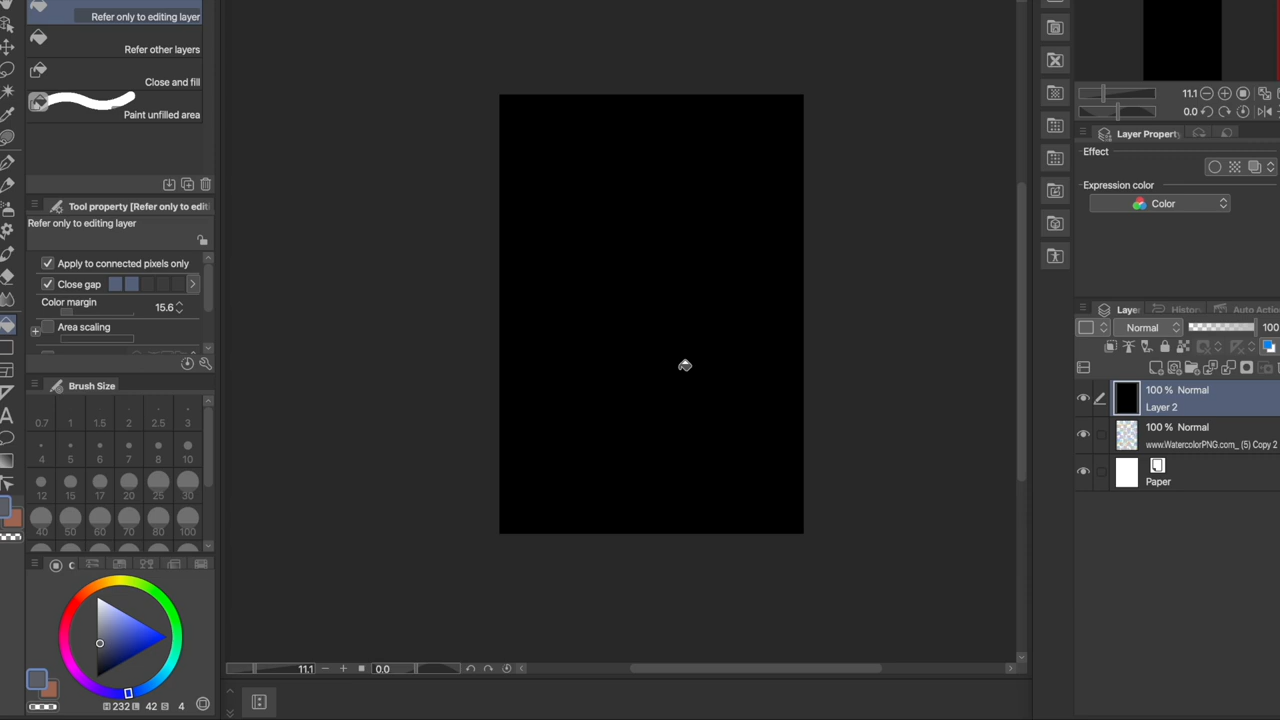 Refer only to editing layer
Refer other layers
Close and fill
Paint unfilled area
Tool property [Refer only to edit
Refer only to editing layer
Apply to connected pixels only
Close gap
Color margin
15.6
Area scaling
Brush Size
0.7 1 1.5 2 2.5 3
4 5 6 7 8 10
12 15 17 20 25 30
40 50 60 70 80 100
C
H 232 L 42 S 4
11.1
0.0
11.1
0.0
Layer Property
Effect
Expression color
Color
Layer
History
Auto Actio
Normal
100
100 % Normal
Layer 2
100 % Normal
www.WatercolorPNG.com_ (5) Copy 2
Paper